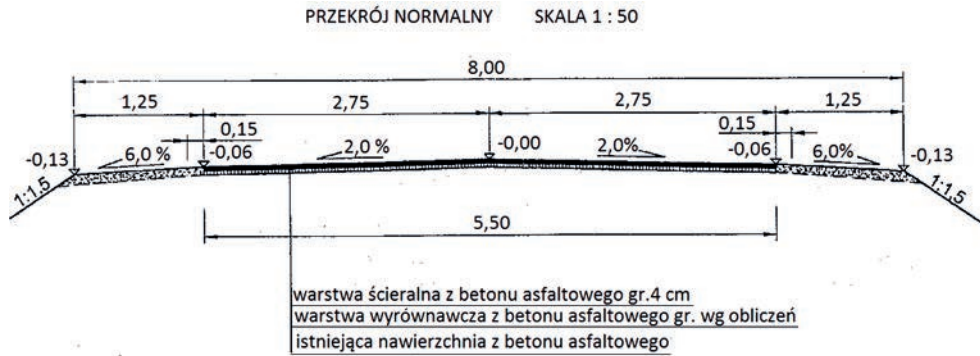 PRZEKRÓJ NORMALNY SKALA 1 : 50
8,00
1,25 2,75 2,75 1,25
0,15 0,15
-0,13 6,0 % -0,06 2,0 % -0,00 2,0% -0,06 6,0% -0,13
1:1,5 1:1,5
5,50
warstwa ścieralna z betonu asfaltowego gr.4 cm
warstwa wyrównawcza z betonu asfaltowego gr. wg obliczeń
istniejąca nawierzchnia z betonu asfaltowego